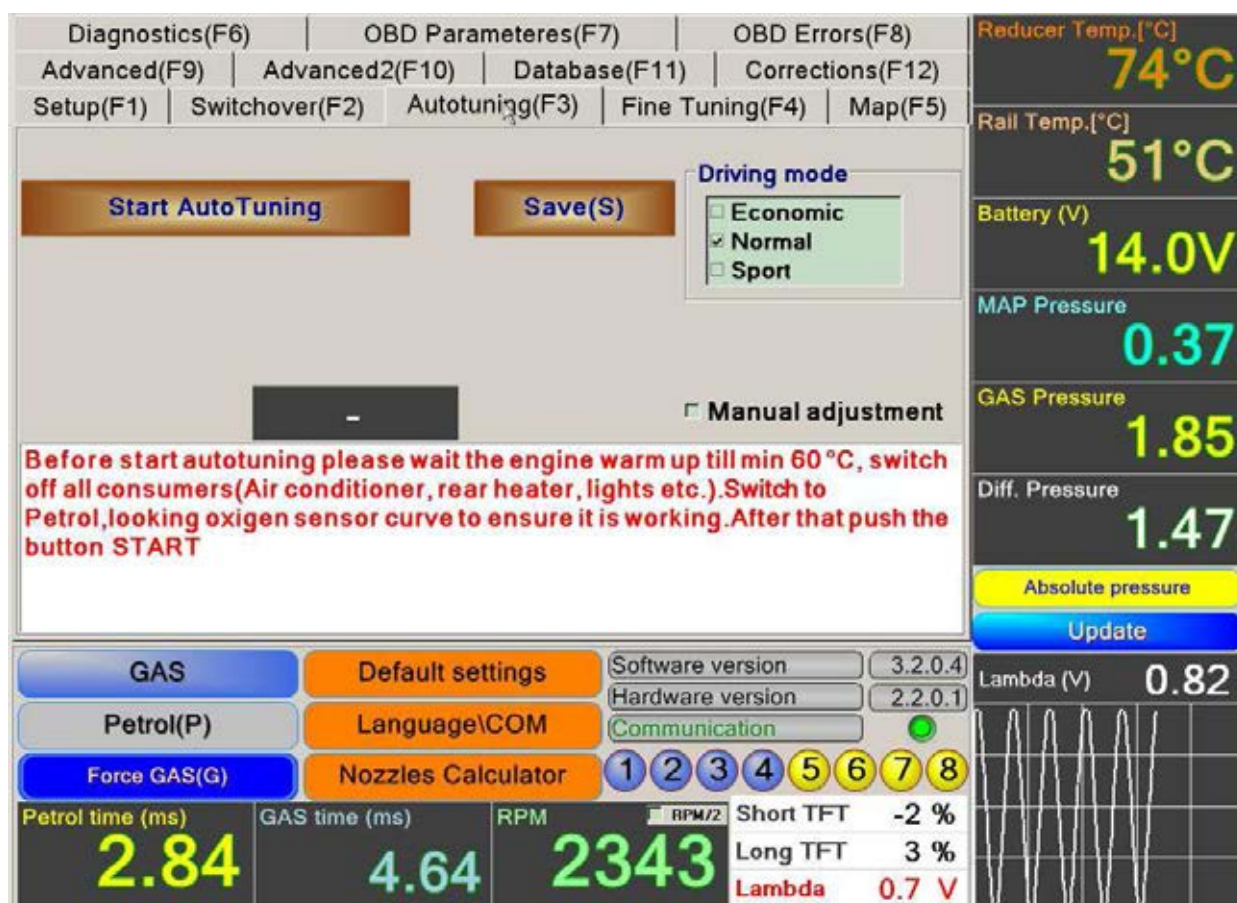 Diagnostics(F6) OBD Parameteres(F7) OBD Errors(F8)
Advanced(F9) Advanced2(F10) Database(F11) Corrections(F12)
Setup(F1) Switchover(F2) Autotuning(F3) Fine Tuning(F4) Map(F5)
Start AutoTuning
Save(S)
Driving mode
Economic
Normal
Sport
-
Manual adjustment
Before start autotuning please wait the engine warm up till min 60 °C, switch
off all consumers(Air conditioner, rear heater, lights etc.).Switch to
Petrol,looking oxigen sensor curve to ensure it is working.After that push the
button START
GAS
Default settings
Software version 3.2.0.4
Hardware version 2.2.0.1
Petrol(P)
Language\COM
Communication
Force GAS(G)
Nozzles Calculator
1 2 3 4 5 6 7 8
Petrol time (ms)
2.84
GAS time (ms)
4.64
RPM
RPM/2
2343
Short TFT -2 %
Long TFT 3 %
Lambda 0.7 V
Reducer Temp.[°C]
74°C
Rail Temp.[°C]
51°C
Battery (V)
14.0V
MAP Pressure
0.37
GAS Pressure
1.85
Diff. Pressure
1.47
Absolute pressure
Update
Lambda (V) 0.82